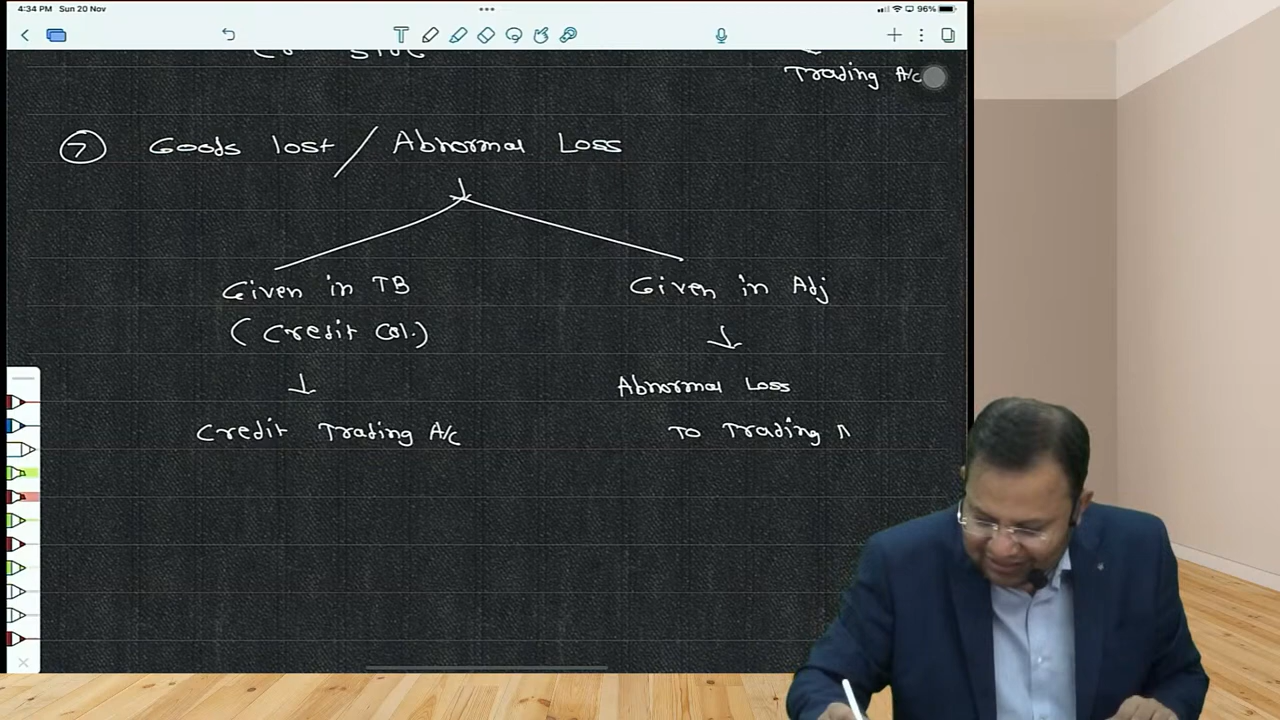 4:34 PM Sun 20 Nov
96%
Trading A/c
7 Goods lost / Abnormal Loss
Given in TB
(Credit Col.)
Credit Trading A/c
Given in Adj
Abnormal Loss
To Trading A